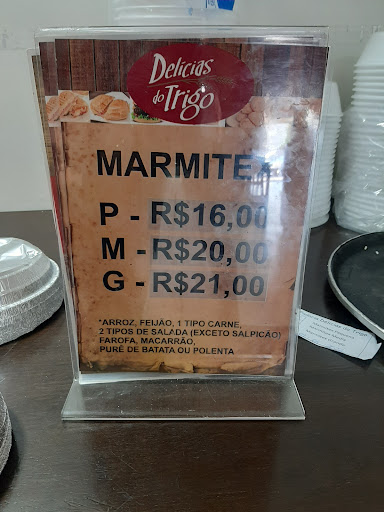 Delicias
do Trigo
MARMITEX
P - R$16,00
M - R$20,00
G - R$21,00
*ARROZ, FEIJÃO, 1 TIPO CARNE,
2 TIPOS DE SALADA (EXCETO SALPICÃO)
FAROFA, MACARRÃO,
PURÊ DE BATATA OU POLENTA